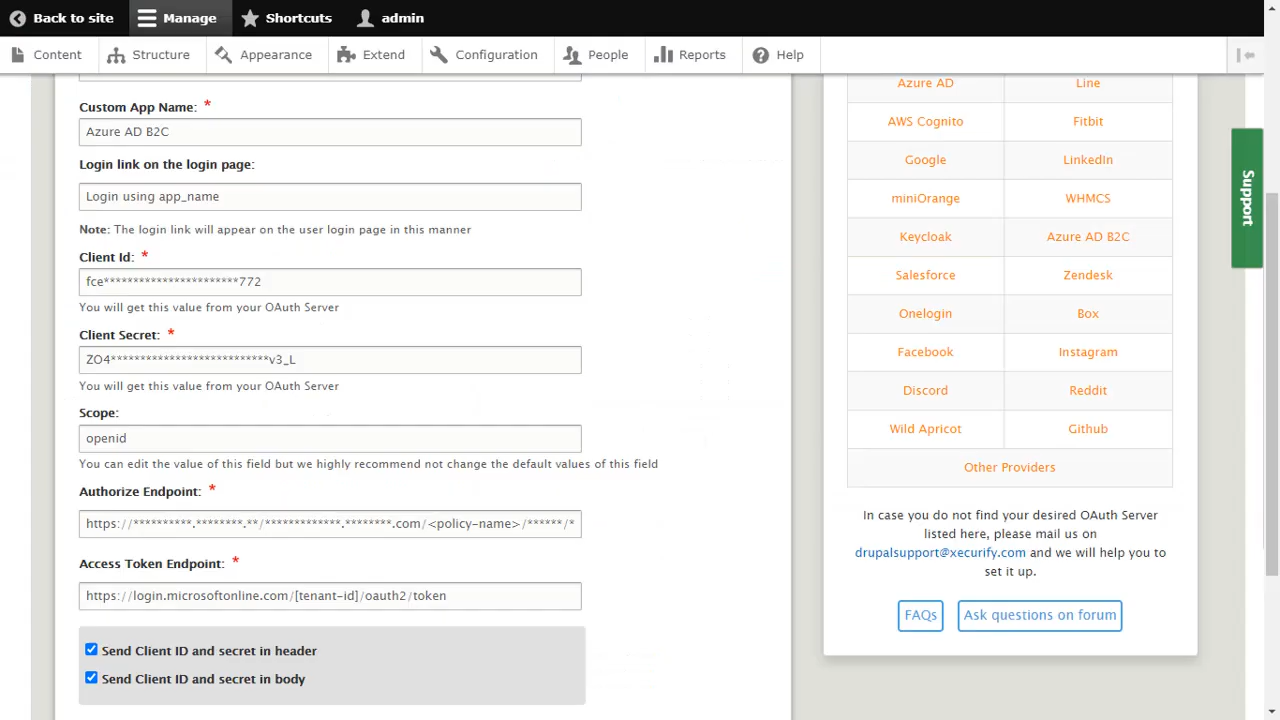 Back to site
Manage
Shortcuts
admin
Content
Structure
Appearance
Extend
Configuration
People
Reports
Help
Custom App Name: *
Azure AD B2C
Login link on the login page:
Login using app_name
Note: The login link will appear on the user login page in this manner
Client Id: *
fce***********************772
You will get this value from your OAuth Server
Client Secret: *
ZO4***************************v3_L
You will get this value from your OAuth Server
Scope:
openid
You can edit the value of this field but we highly recommend not change the default values of this field
Authorize Endpoint: *
https://**********.********.**/*************.********.com/<policy-name>/******/*
Access Token Endpoint: *
https://login.microsoftonline.com/[tenant-id]/oauth2/token
Send Client ID and secret in header
Send Client ID and secret in body
Azure AD
Line
AWS Cognito
Fitbit
Google
LinkedIn
miniOrange
WHMCS
Keycloak
Azure AD B2C
Salesforce
Zendesk
Onelogin
Box
Facebook
Instagram
Discord
Reddit
Wild Apricot
Github
Other Providers
In case you do not find your desired OAuth Server
listed here, please mail us on
drupalsupport@xecurify.com and we will help you to
set it up.
FAQs
Ask questions on forum
Support